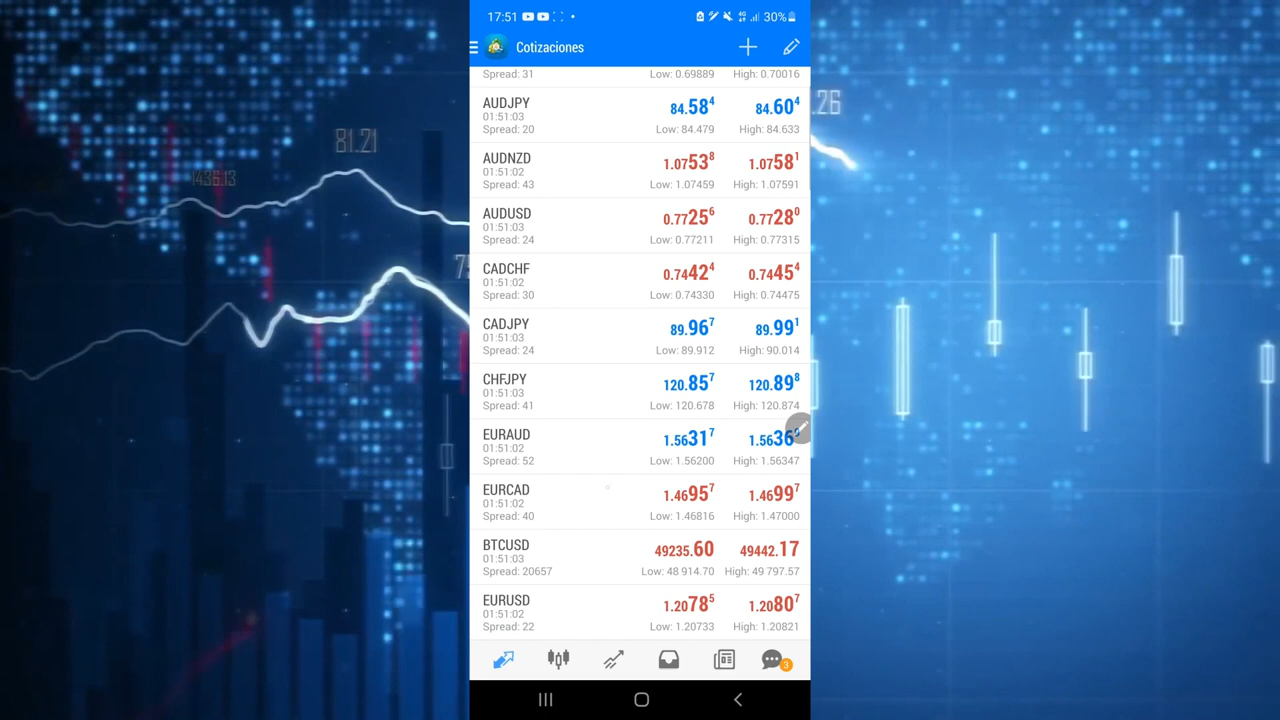 17:51 30%
Cotizaciones
Spread: 31 Low: 0.69889 High: 0.70016
AUDJPY 84.584 84.604
01:51:03
Spread: 20 Low: 84.479 High: 84.633
AUDNZD 1.07538 1.07581
01:51:02
Spread: 43 Low: 1.07459 High: 1.07591
AUDUSD 0.77256 0.77280
01:51:03
Spread: 24 Low: 0.77211 High: 0.77315
CADCHF 0.74424 0.74454
01:51:02
Spread: 30 Low: 0.74330 High: 0.74475
CADJPY 89.967 89.991
01:51:03
Spread: 24 Low: 89.912 High: 90.014
CHFJPY 120.857 120.898
01:51:03
Spread: 41 Low: 120.678 High: 120.874
EURAUD 1.56317 1.5636
01:51:02
Spread: 52 Low: 1.56200 High: 1.56347
EURCAD 1.46957 1.46997
01:51:02
Spread: 40 Low: 1.46816 High: 1.47000
BTCUSD 49235.60 49442.17
01:51:03
Spread: 20657 Low: 48 914.70 High: 49 797.57
EURUSD 1.20785 1.20807
01:51:02
Spread: 22 Low: 1.20733 High: 1.20821
3
81.21
1436.13
.26